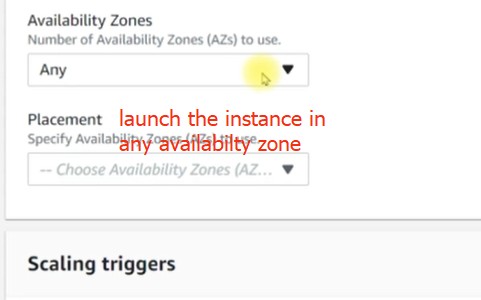 Availability Zones
Number of Availability Zones (AZs) to use.
Any
Placement
launch the instance in
Specify Availability Zones (AZs) to use.
any availabilty zone
-- Choose Availability Zones (AZ...
Scaling triggers